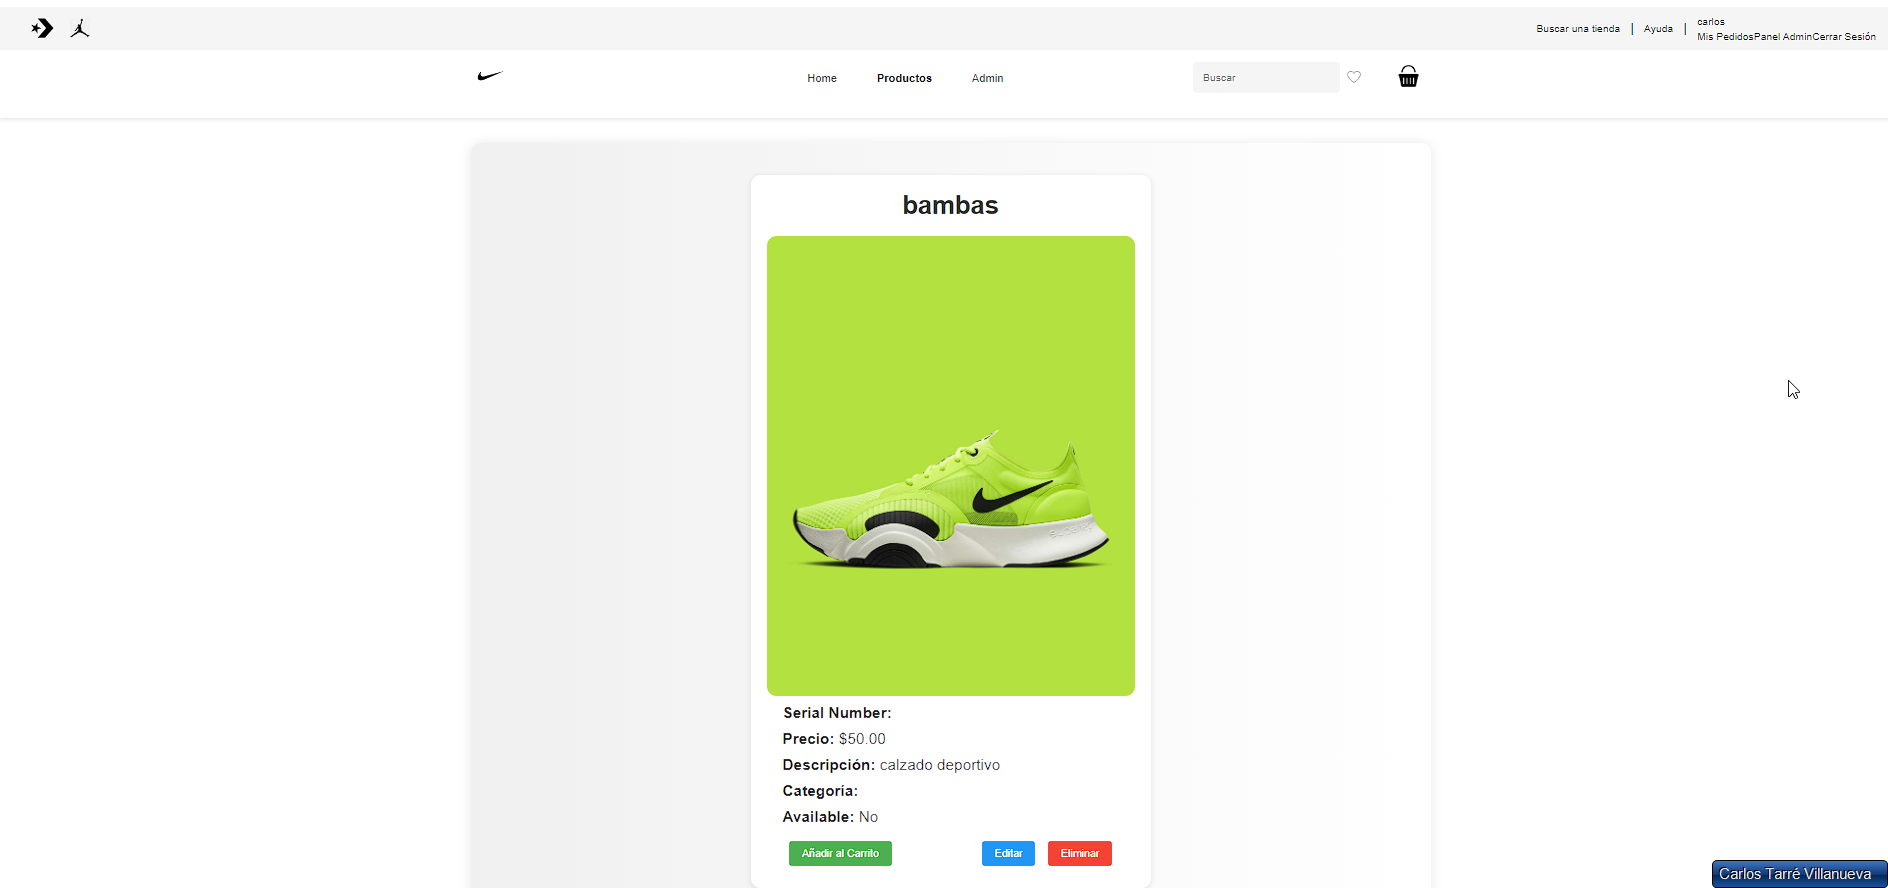 Buscar una tienda | Ayuda | carlos
Mis PedidosPanel AdminCerrar Sesión
Home Productos Admin Buscar
bambas
Serial Number:
Precio: $50.00
Descripción: calzado deportivo
Categoría:
Available: No
Añadir al Carrito Editar Eliminar
Carlos Tarré Villanueva